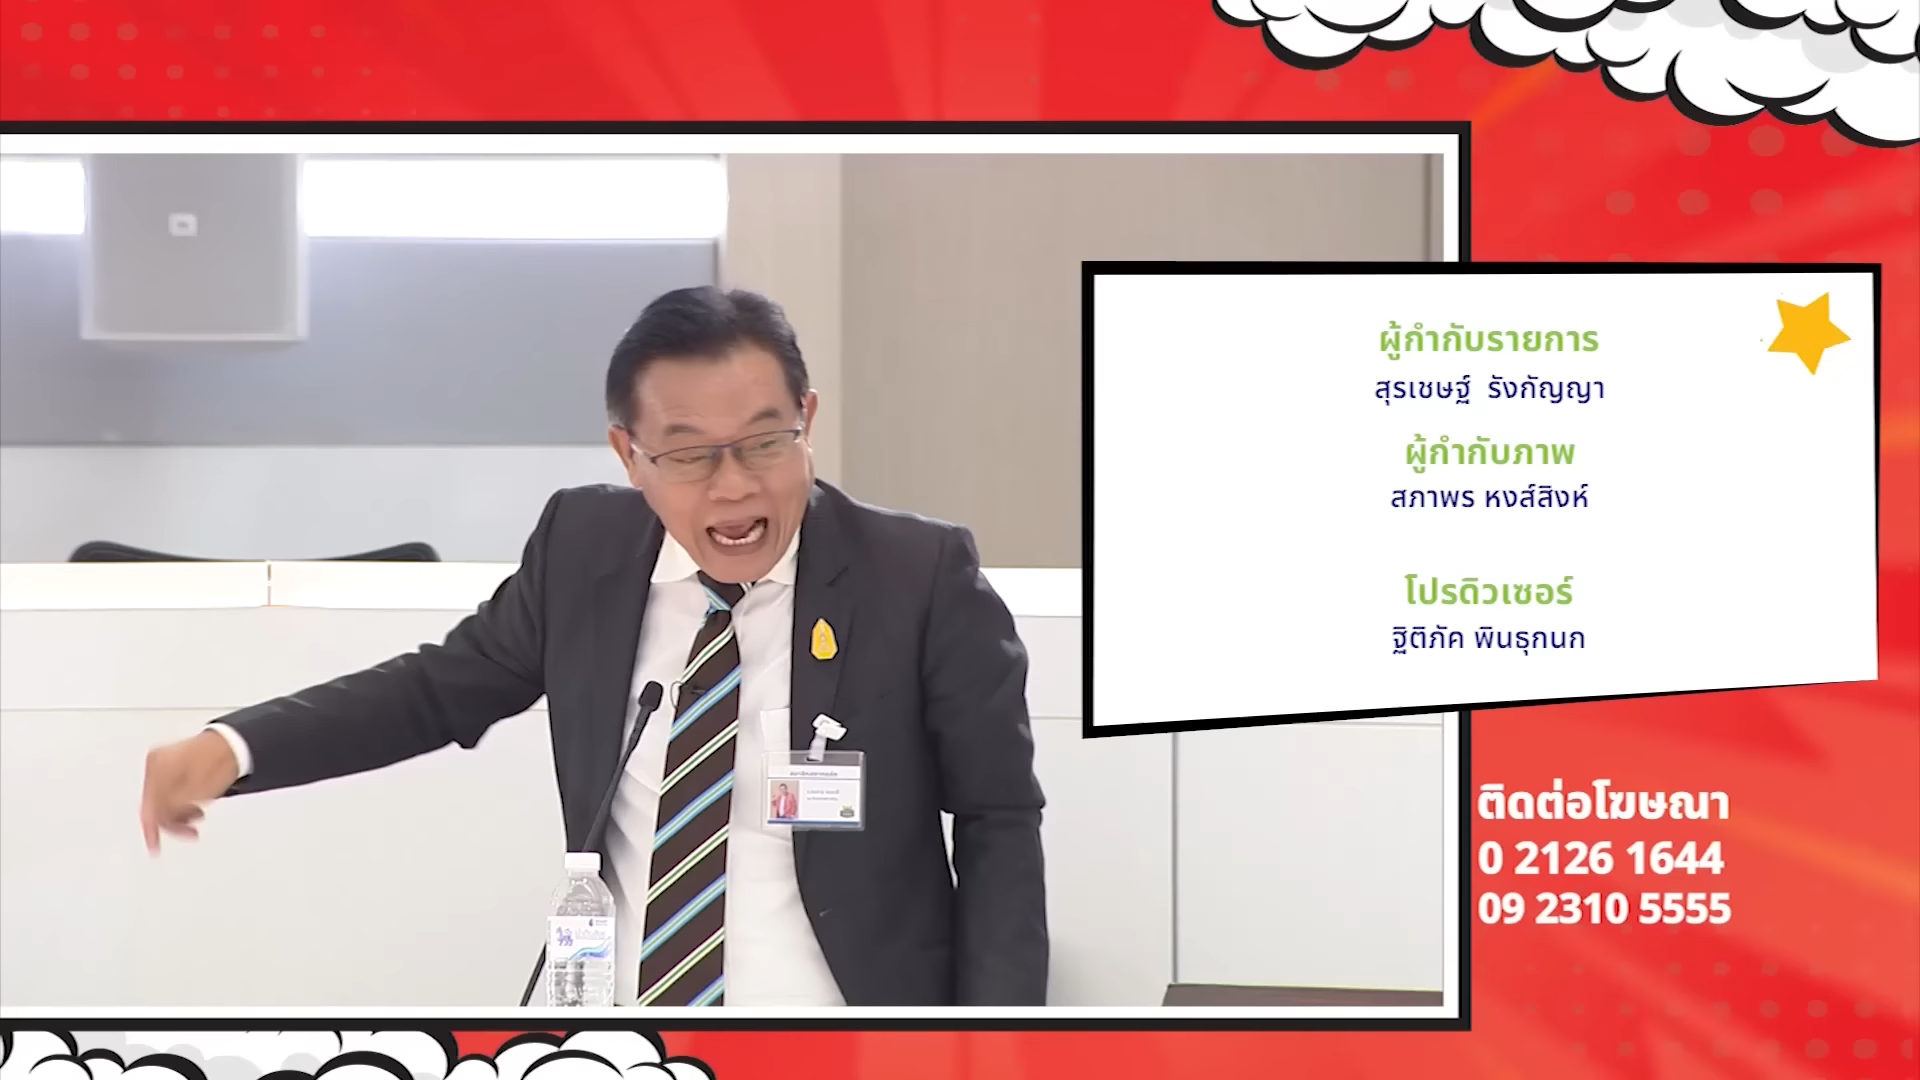 ผู้กำกับรายการ
สุรเชษฐ์ รังกัญญา
ผู้กำกับภาพ
สภาพร หงส์สิงห์
โปรดิวเซอร์
ฐิติภัค พินธุกนก
ติดต่อโฆษณา
0 2126 1644
09 2310 5555